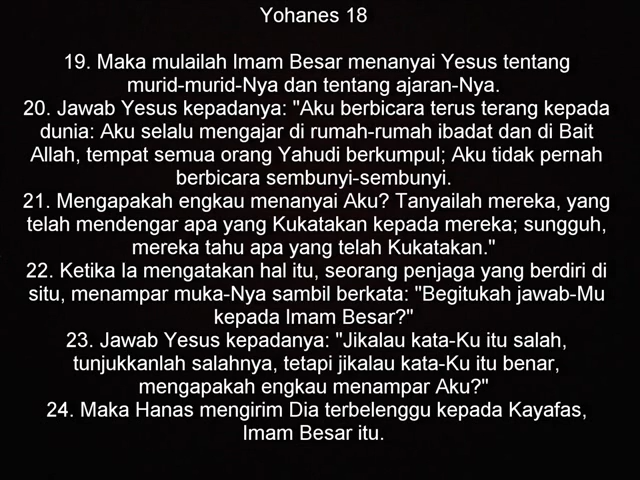 Yohanes 18
19. Maka mulailah Imam Besar menanyai Yesus tentang
murid-murid-Nya dan tentang ajaran-Nya.
20. Jawab Yesus kepadanya: "Aku berbicara terus terang kepada
dunia: Aku selalu mengajar di rumah-rumah ibadat dan di Bait
Allah, tempat semua orang Yahudi berkumpul; Aku tidak pernah
berbicara sembunyi-sembunyi.
21. Mengapakah engkau menanyai Aku? Tanyailah mereka, yang
telah mendengar apa yang Kukatakan kepada mereka; sungguh,
mereka tahu apa yang telah Kukatakan."
22. Ketika Ia mengatakan hal itu, seorang penjaga yang berdiri di
situ, menampar muka-Nya sambil berkata: "Begitukah jawab-Mu
kepada Imam Besar?"
23. Jawab Yesus kepadanya: "Jikalau kata-Ku itu salah,
tunjukkanlah salahnya, tetapi jikalau kata-Ku itu benar,
mengapakah engkau menampar Aku?"
24. Maka Hanas mengirim Dia terbelenggu kepada Kayafas,
Imam Besar itu.